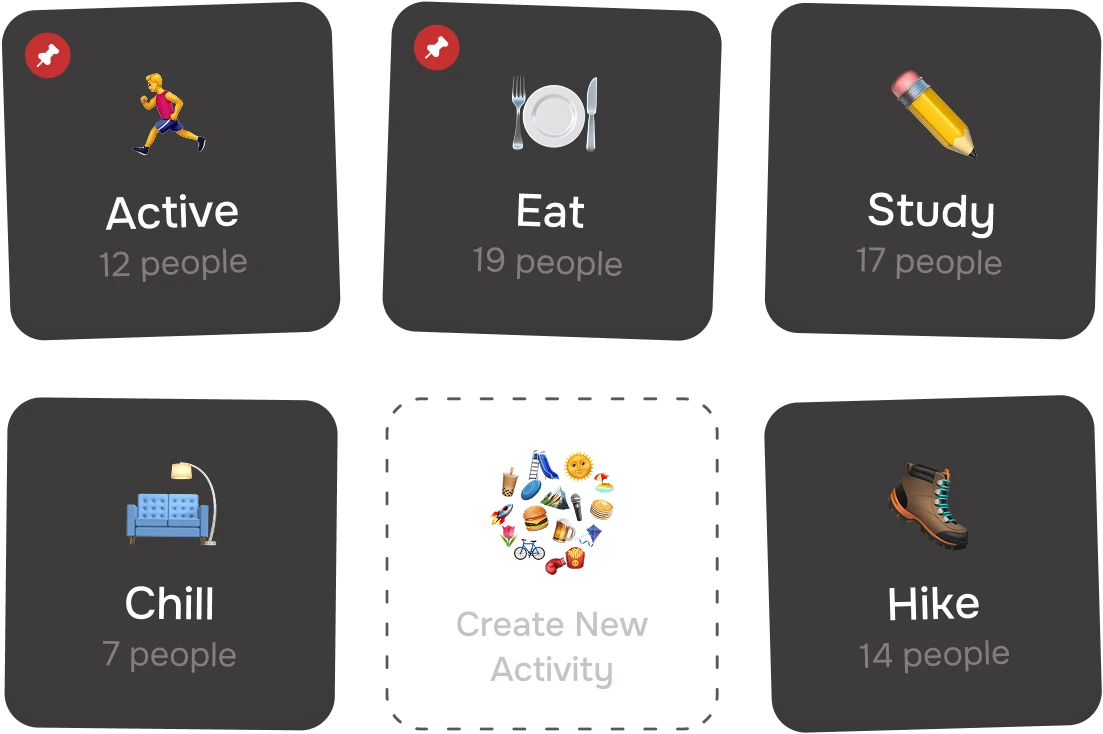 Active
12 people
Eat
19 people
Study
17 people
Chill
7 people
Create New
Activity
Hike
14 people